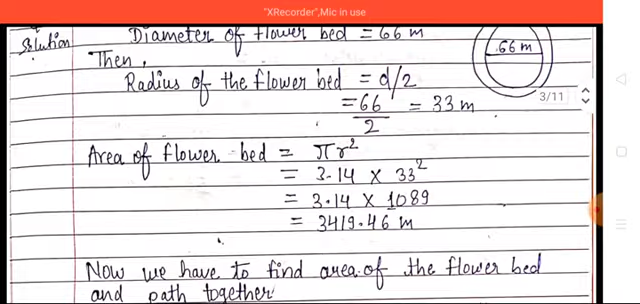 "XRecorder",Mic in use
Solution
Diameter of flower bed = 66 m
66 m
Then,
Radius of the flower bed = d/2
= 66/2 = 33 m
3/11
Area of flower bed = πr²
= 3.14 × 33²
= 3.14 × 1089
= 3419.46 m
Now we have to find area of the flower bed
and path together